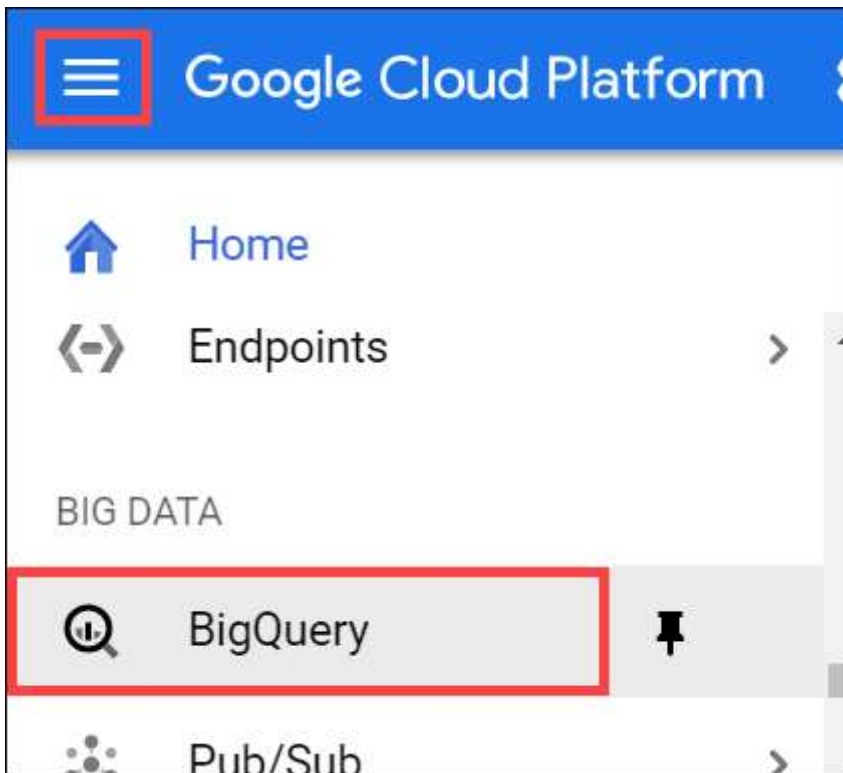 Google Cloud Platform
Home
Endpoints
BIG DATA
BigQuery
Pub/Sub